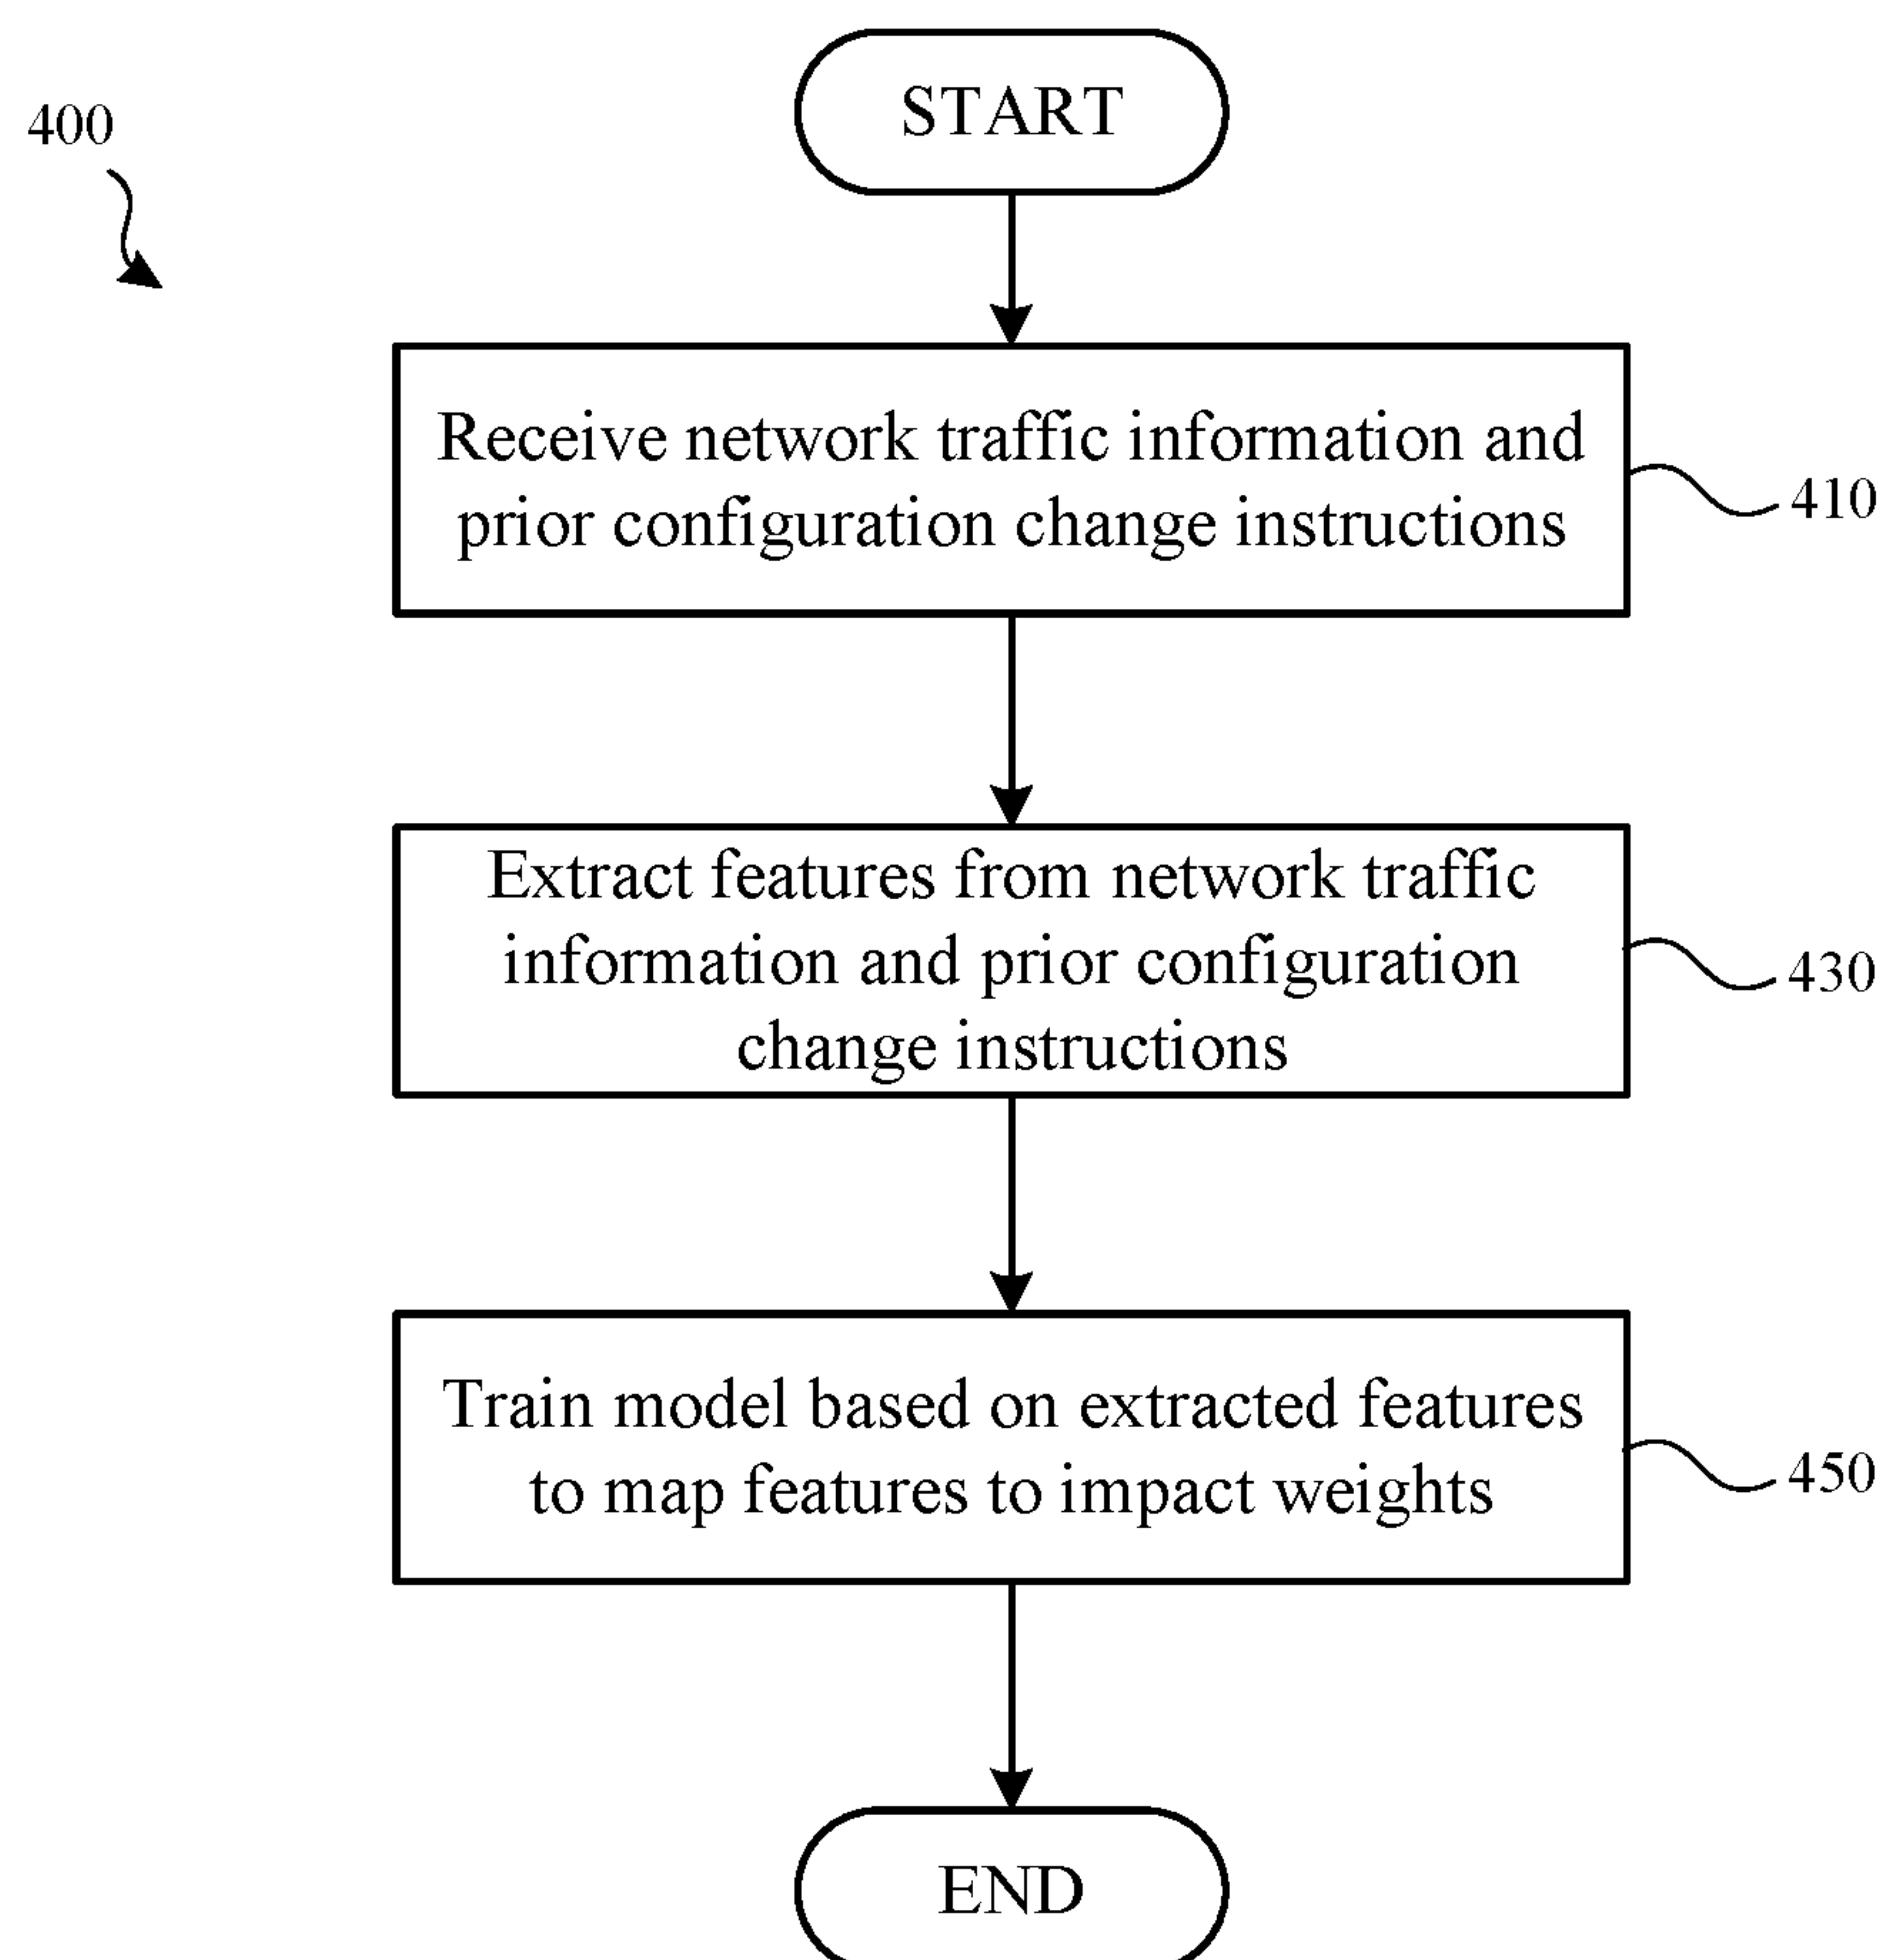 400
START
Receive network traffic information and
prior configuration change instructions
410
Extract features from network traffic
information and prior configuration
change instructions
430
Train model based on extracted features
to map features to impact weights
450
END